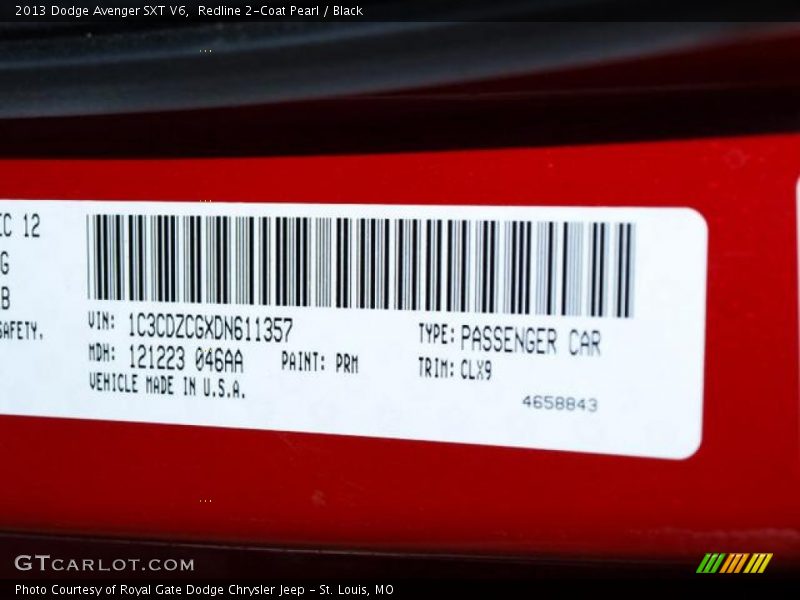 2013 Dodge Avenger SXT V6, Redline 2-Coat Pearl / Black
EC 12
G
B
SAFETY.
VIN: 1C3CDZCGXDN611357
TYPE: PASSENGER CAR
MDH: 121223 046AA PAINT: PRM
TRIM: CLX9
VEHICLE MADE IN U.S.A.
4658843
GTCARLOT.COM
Photo Courtesy of Royal Gate Dodge Chrysler Jeep - St. Louis, MO